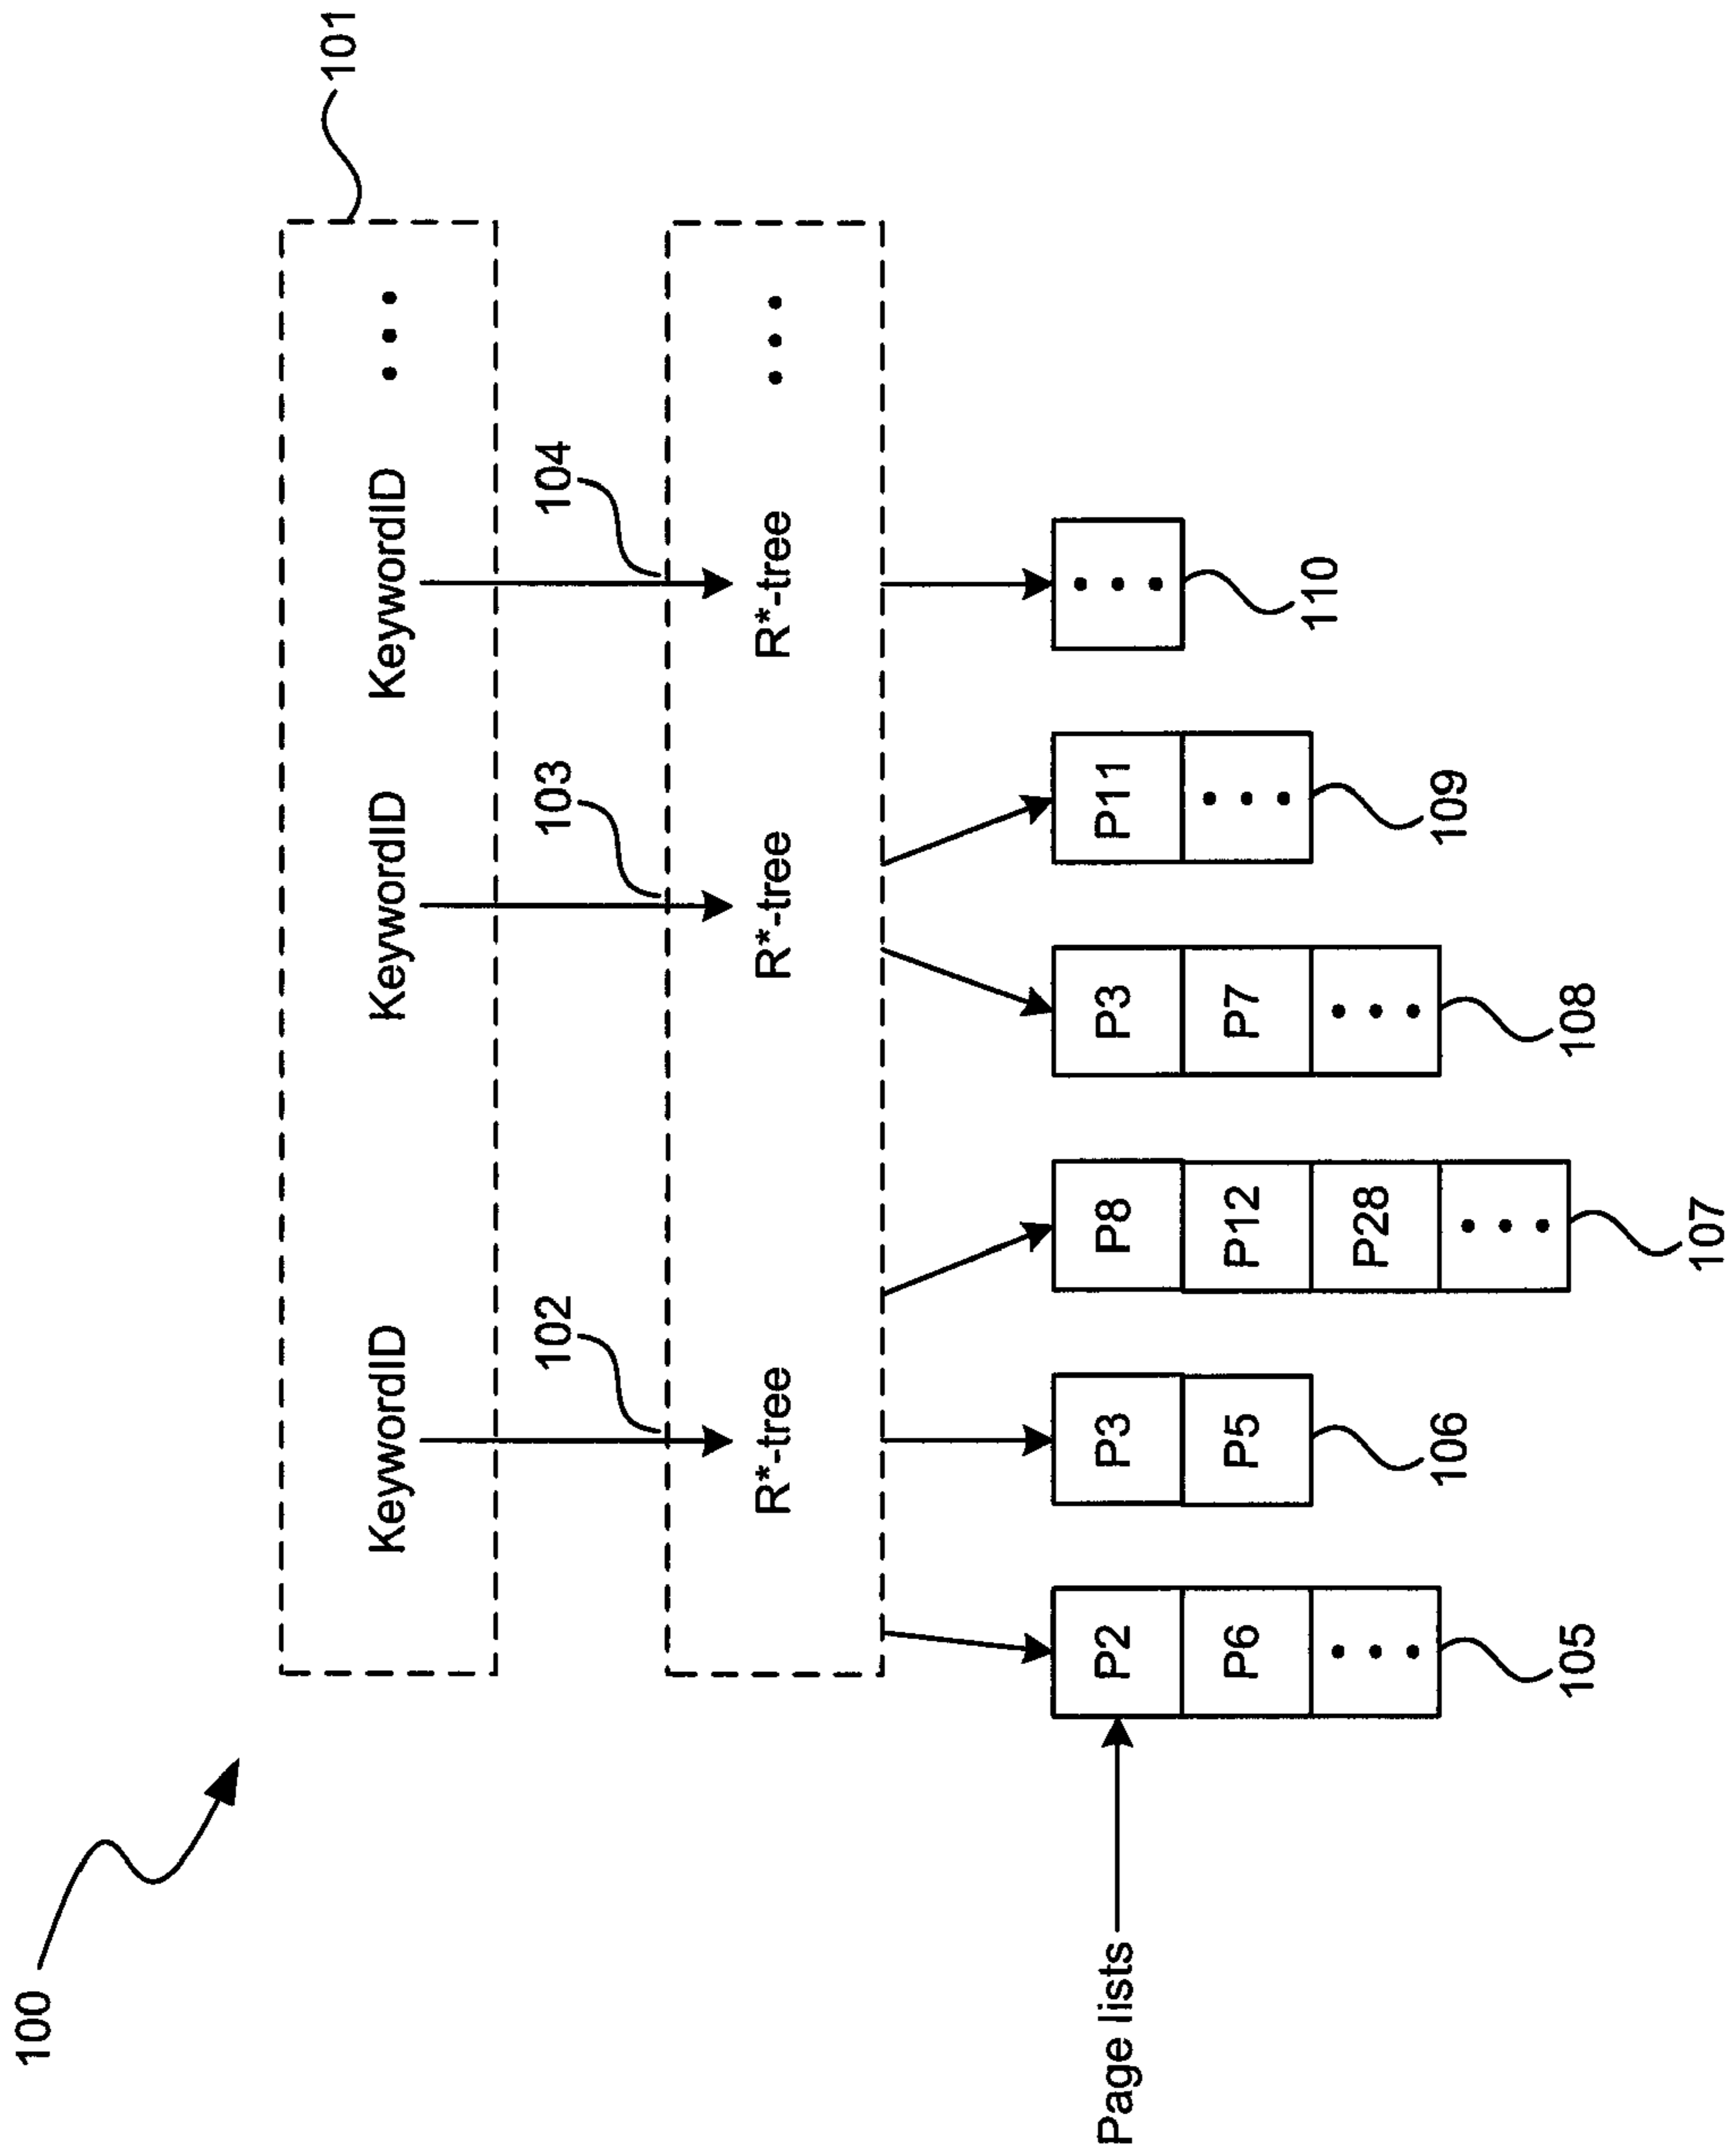 100
101
KeywordID KeywordID KeywordID • • •
102 103 104
R*-tree R*-tree R*-tree • • •
Page lists
P2 P3 P8 P3 P11 • • •
P6 P5 P12 P7 • • •
• • • P28 • • •
• • •
110
106 109
105 108
107